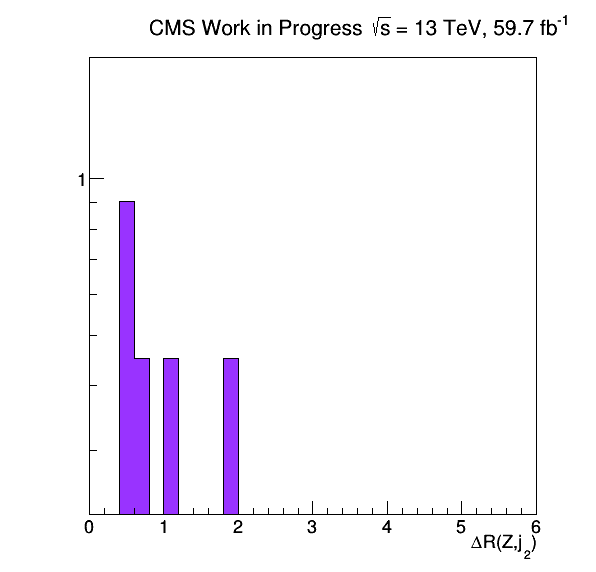 CMS Work in Progress √s = 13 TeV, 59.7 fb⁻¹
1
0 1 2 3 4 5 6
ΔR(Z,j₂)